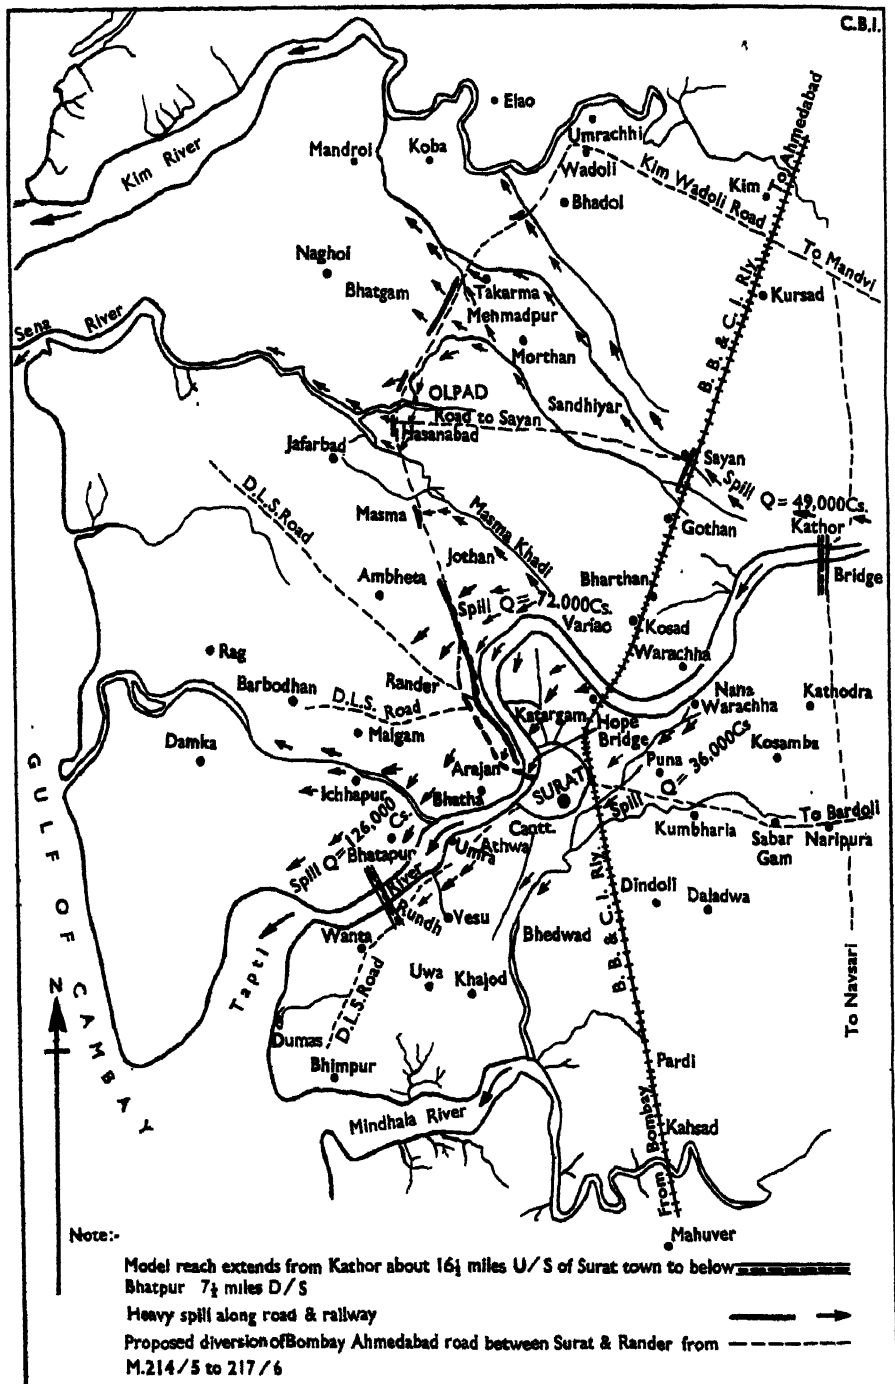 C.B.I.
Elao
Umrachhi
To Ahmedabad
Mandroi
Koba
Wadoli
Kim River
Kim Wadoli Road
Kim
Bhadol
To Mandvi
Naghoi
Bhatgam
Takarma
Kursad
Mehmadpur
B. B. & C. I. Rly.
Sena River
Morthan
OLPAD
Sandhiyar
Road to Sayan
Hasanabad
Jafarbad
Sayan
Spill Q = 49,000Cs.
D.L.S. Road
Masma
Masma Khadi
Gothan
Kathor
Bridge
Jothan
Ambheta
Bharthan
Spill Q = 72.000Cs.
Variao
Kosad
Warachha
Rag
Barbodhan
D.L.S. Road
Rander
Katargam
Hope
Bridge
Nana
Warachha
Kathodra
Damka
Malgam
Arajan
Puna
Kosamba
Spill Q= 36,000Cs
Ichhapur
Bhatha
SURAT
To Bardoli
Spill Q=126,000
Cs.
Cantt.
Kumbharia
Sabar
Gam
Naripura
Bhatapur
Umra
Athwa
GULF OF CAMBAY
River
Rundh
Vesu
Dindoli
Daladwa
B. B. & C. I. Rly.
Wanta
Bhedwad
Tapti
D.L.S.Road
Uwa
Khajod
To Navsari
N
Dumas
Bhimpur
Pardi
Mindhala River
Kahsad
From Bombay
Mahuver
Note:-
Model reach extends from Kathor about 16½ miles U/S of Surat town to below
Bhatpur 7½ miles D/S
Heavy spill along road & railway
Proposed diversion of Bombay Ahmedabad road between Surat & Rander from
M.214/5 to 217/6